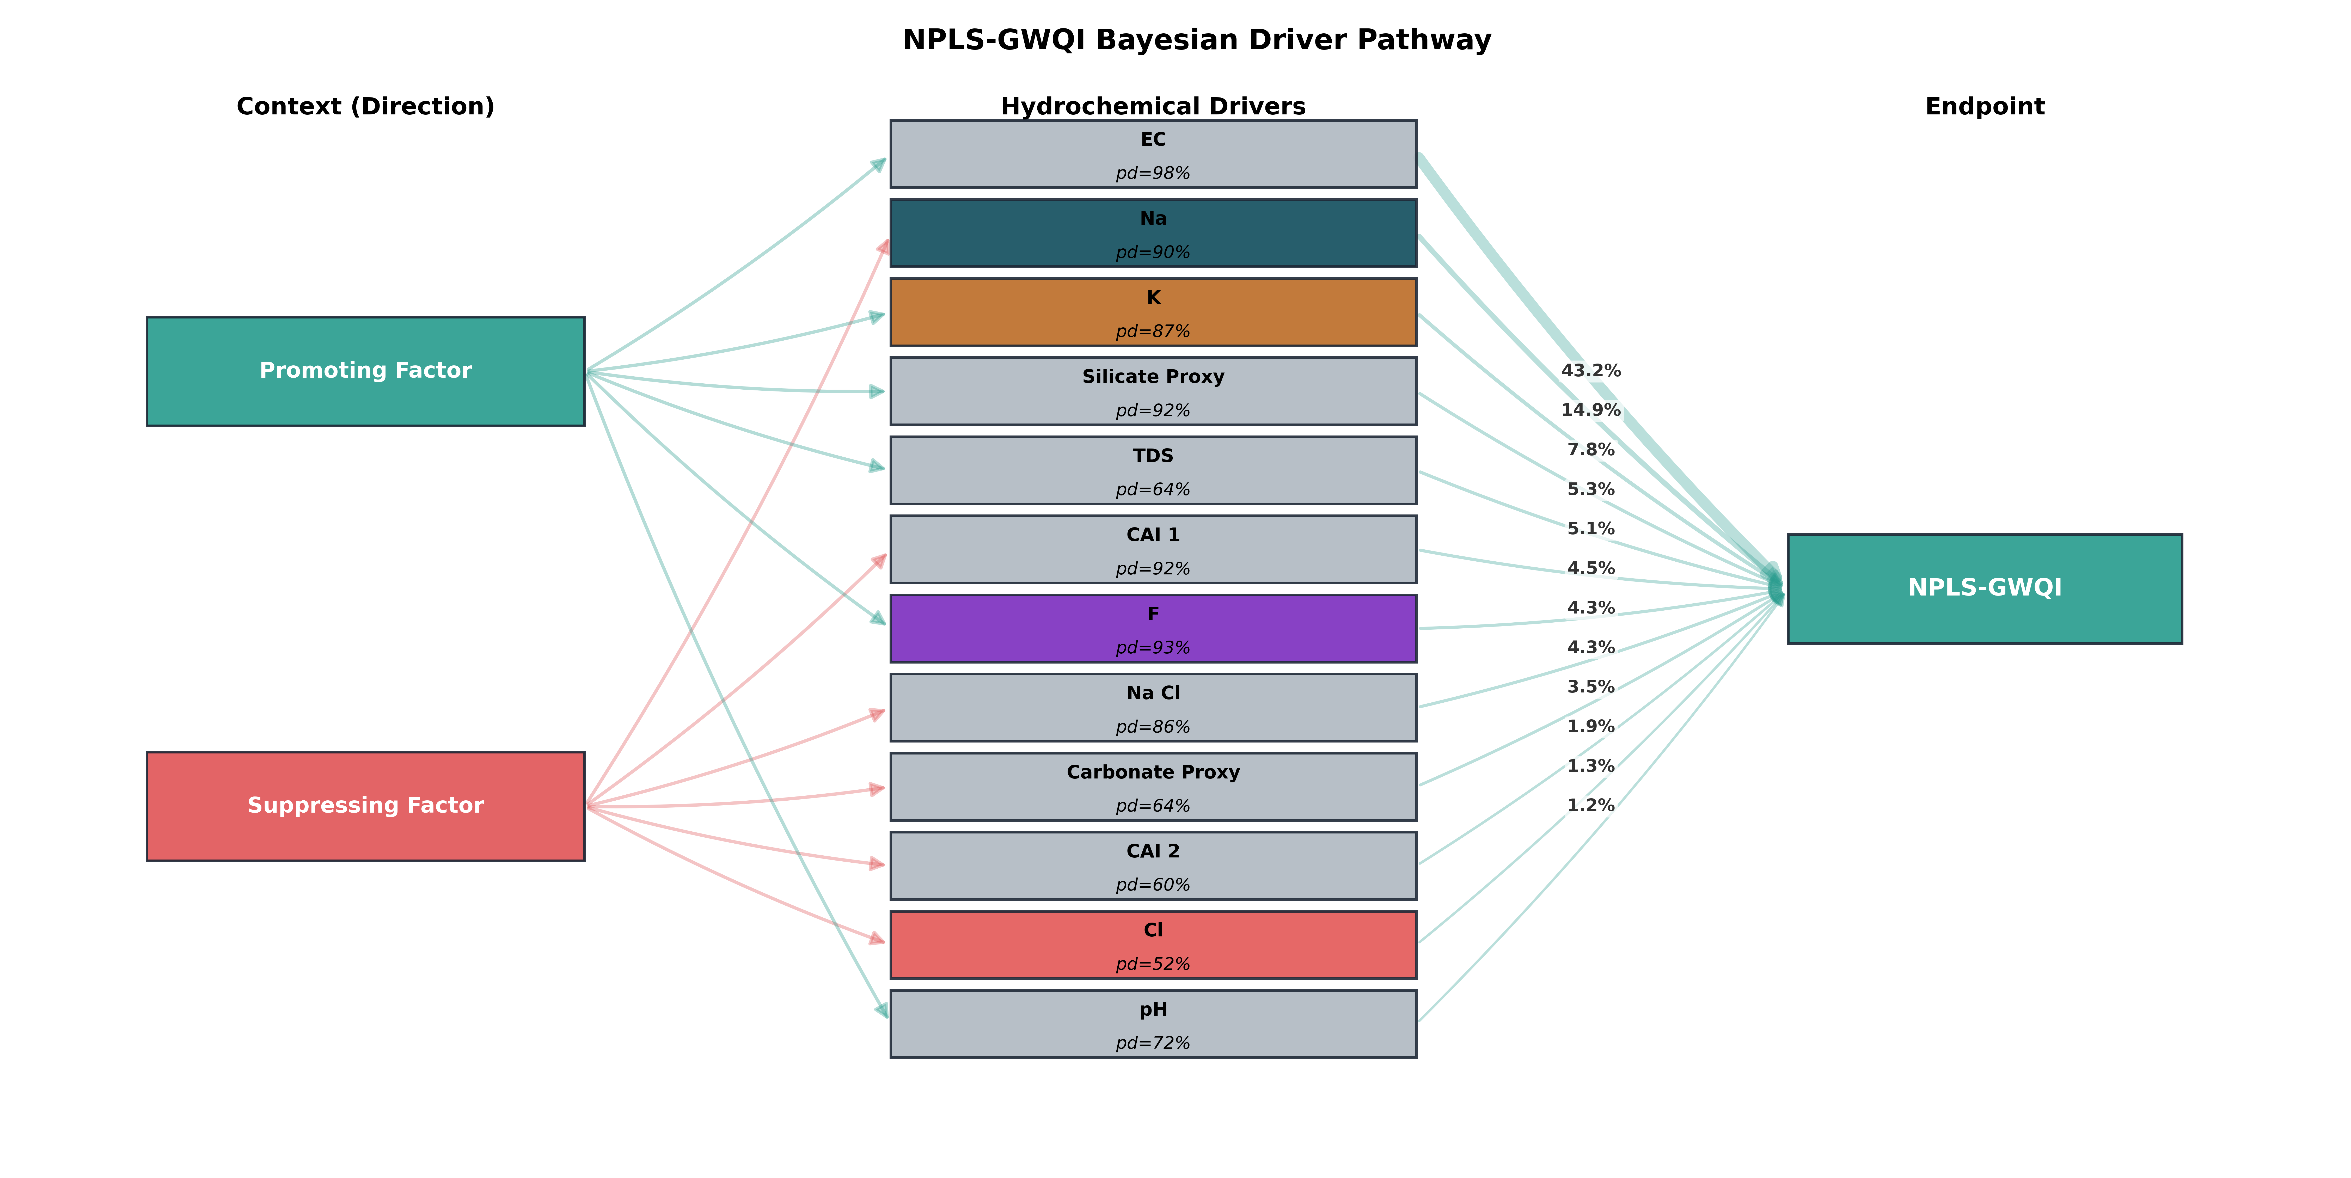 NPLS-GWQI Bayesian Driver Pathway
Context (Direction)
Hydrochemical Drivers
Endpoint
Promoting Factor
Suppressing Factor
EC
pd=98%
Na
pd=90%
K
pd=87%
Silicate Proxy
pd=92%
TDS
pd=64%
CAI 1
pd=92%
F
pd=93%
Na Cl
pd=86%
Carbonate Proxy
pd=64%
CAI 2
pd=60%
Cl
pd=52%
pH
pd=72%
43.2%
14.9%
7.8%
5.3%
5.1%
4.5%
4.3%
4.3%
3.5%
1.9%
1.3%
1.2%
NPLS-GWQI